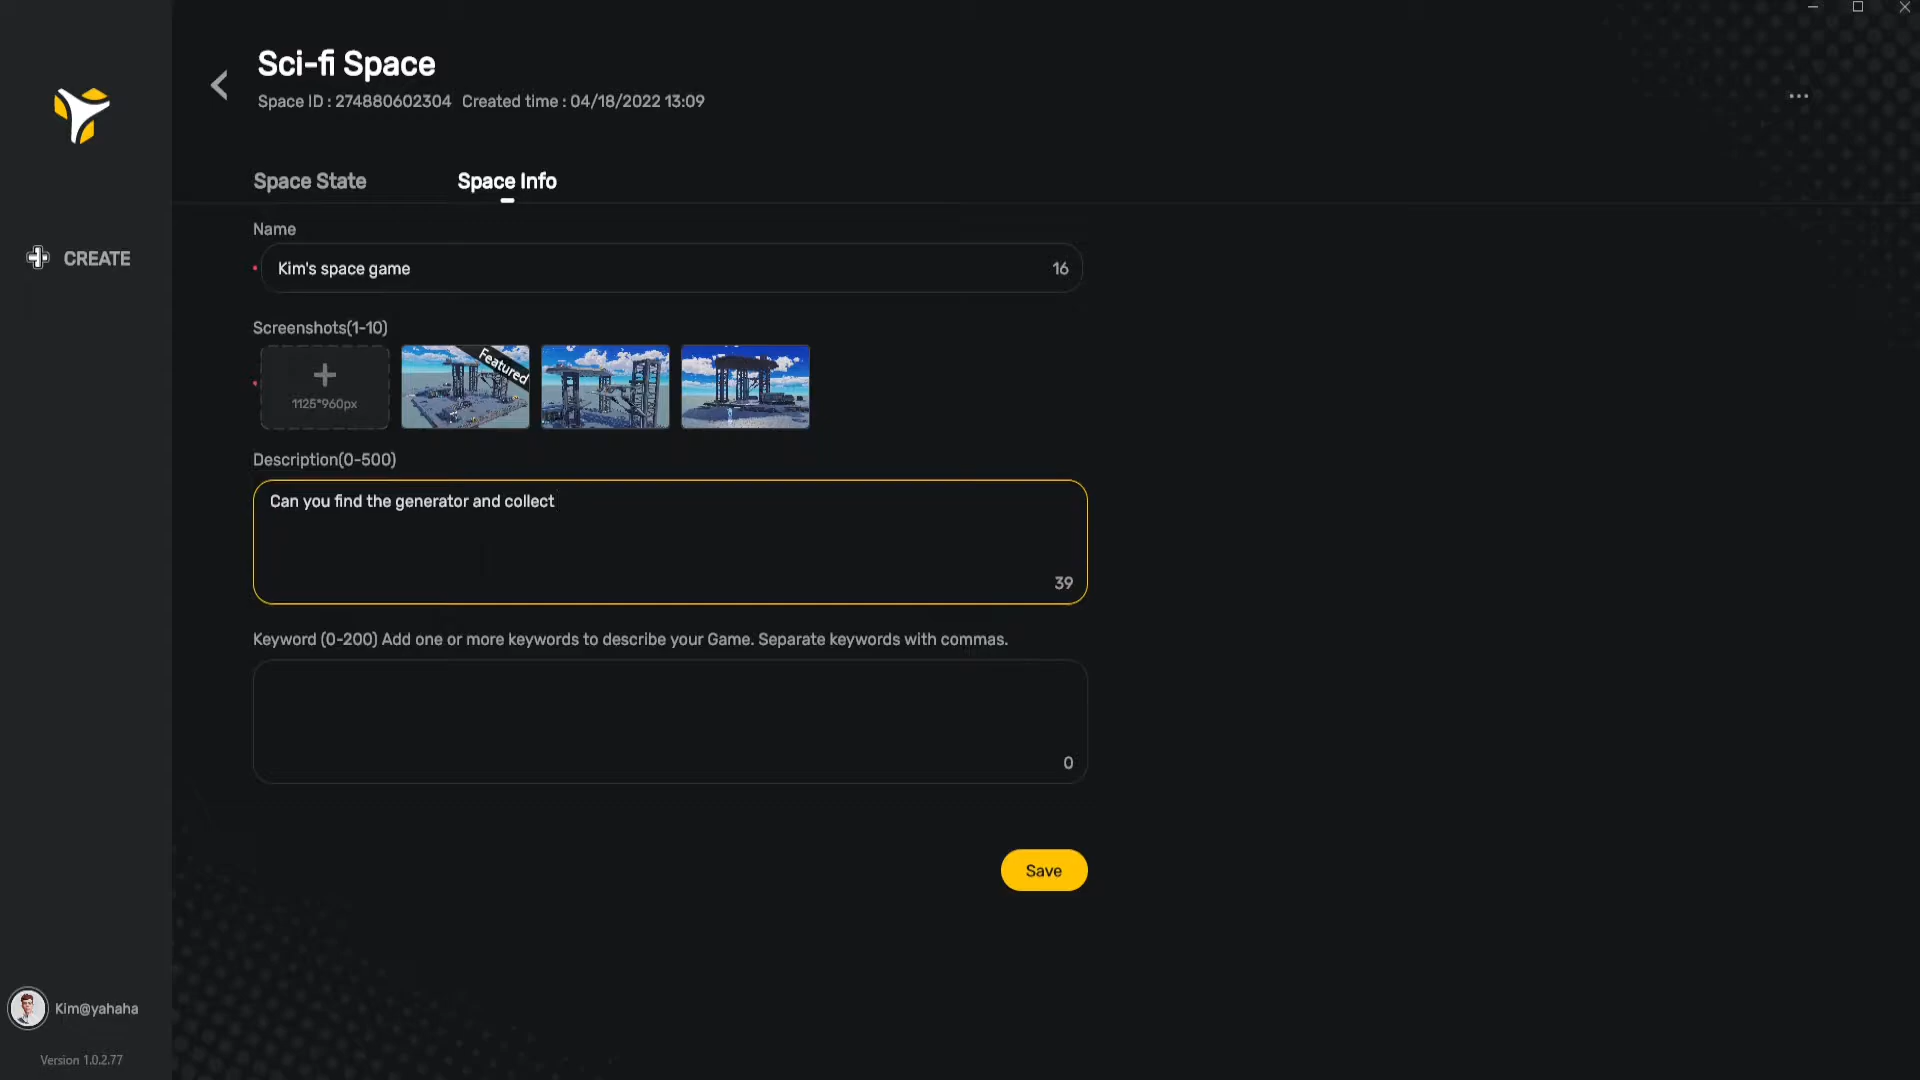 Sci-fi Space
Space ID : 274880602304 Created time : 04/18/2022 13:09
Space State
Space Info
CREATE
Name
Kim's space game
16
Screenshots(1-10)
1125*960px
Featured
Description(0-500)
Can you find the generator and collect
39
Keyword (0-200) Add one or more keywords to describe your Game. Separate keywords with commas.
0
Save
Kim@yahaha
Version 1.0.2.77